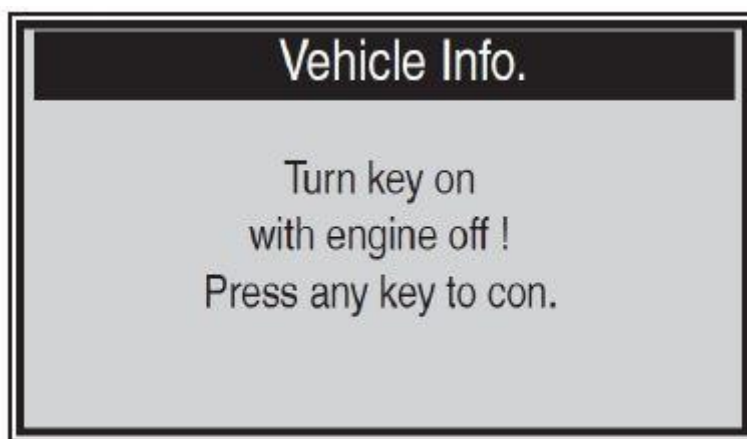 Vehicle Info.
Turn key on
with engine off !
Press any key to con.